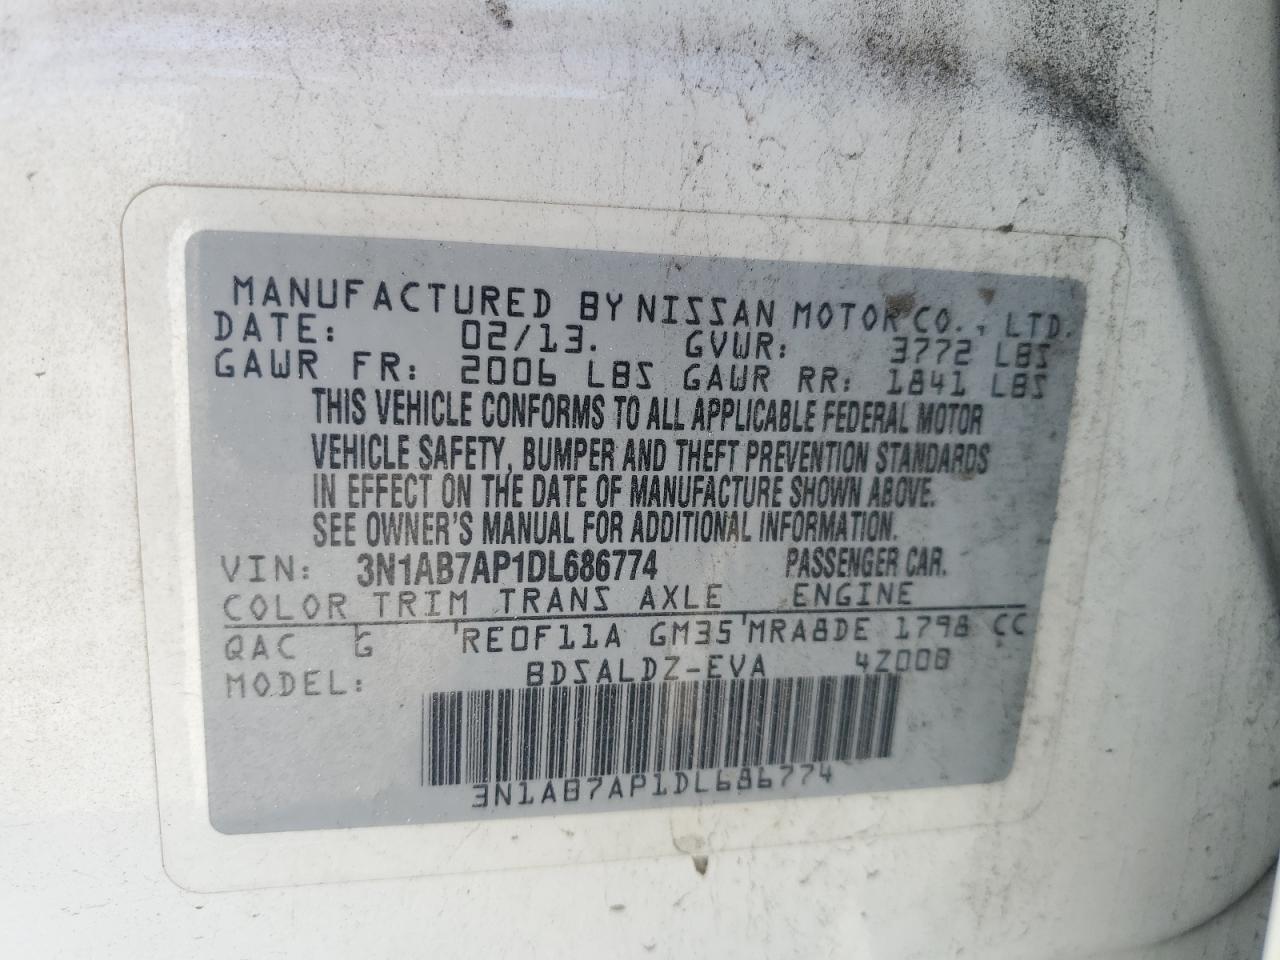 MANUFACTURED BY NISSAN MOTOR CO., LTD.
DATE: 02/13. GVWR: 3772 LBS
GAWR FR: 2006 LBS GAWR RR: 1841 LBS
THIS VEHICLE CONFORMS TO ALL APPLICABLE FEDERAL MOTOR
VEHICLE SAFETY, BUMPER AND THEFT PREVENTION STANDARDS
IN EFFECT ON THE DATE OF MANUFACTURE SHOWN ABOVE.
SEE OWNER'S MANUAL FOR ADDITIONAL INFORMATION.
VIN: 3N1AB7AP1DL686774 PASSENGER CAR.
COLOR TRIM TRANS AXLE ENGINE
QAC G RE0F11A GM35 MRA8DE 1798 CC
MODEL: BDSALDZ-EVA 4Z008
3N1AB7AP1DL686774